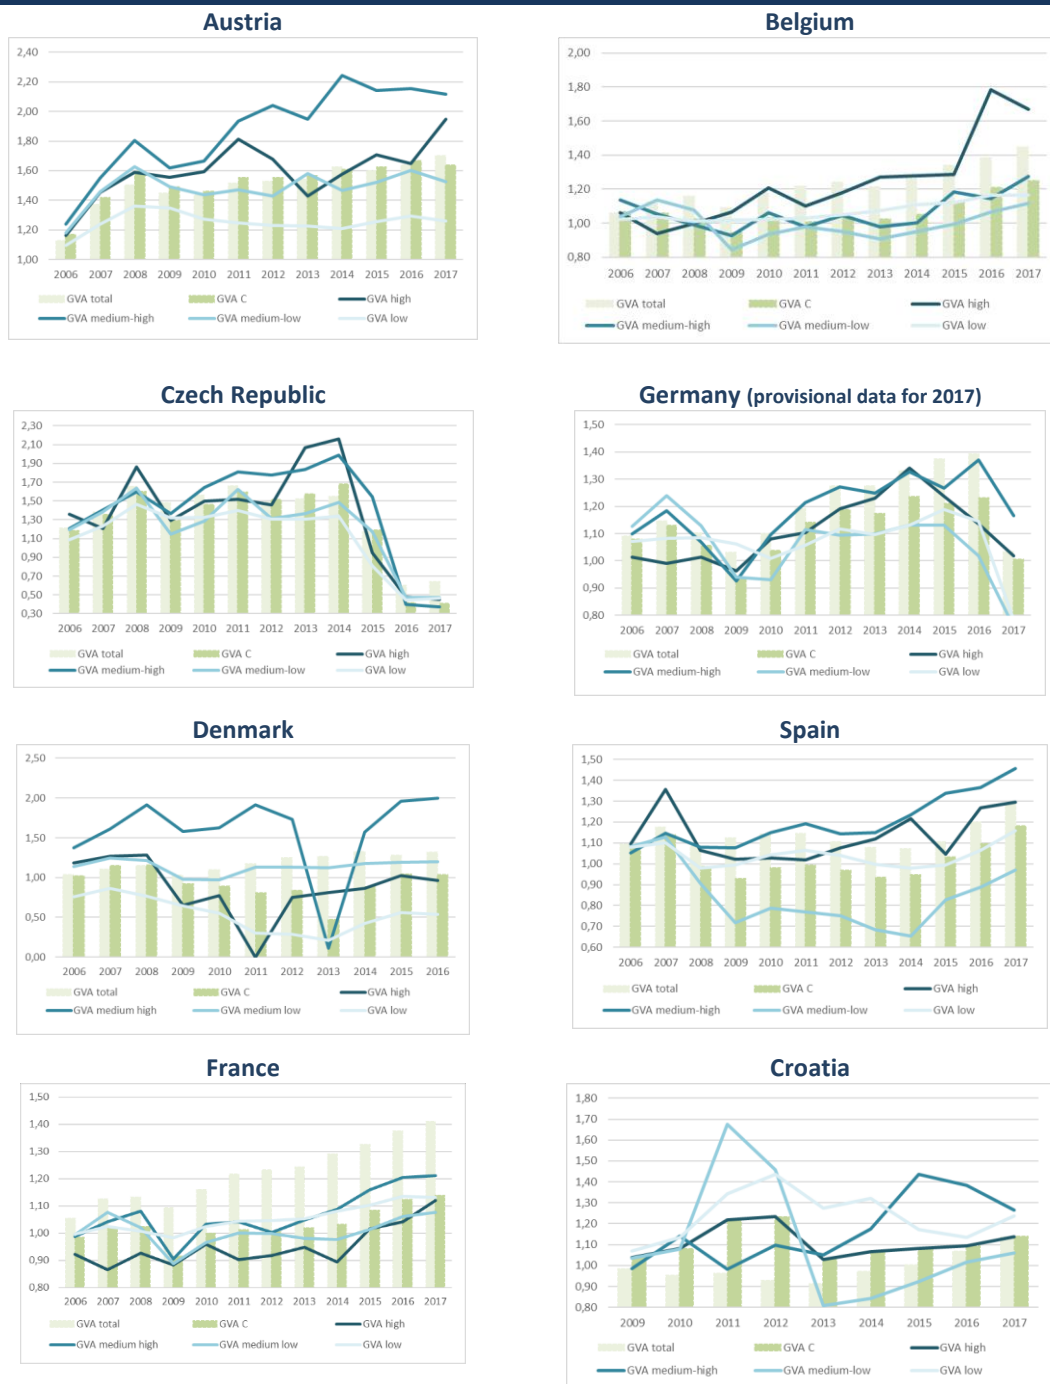 Austria
2,40
2,20
2,00
1,80
1,60
1,40
1,20
1,00
2006 2007 2008 2009 2010 2011 2012 2013 2014 2015 2016 2017
GVA total GVA C GVA high
GVA medium-high GVA medium-low GVA low
Belgium
2,00
1,80
1,60
1,40
1,20
1,00
0,80
2006 2007 2008 2009 2010 2011 2012 2013 2014 2015 2016 2017
GVA total GVA C GVA high
GVA medium-high GVA medium-low GVA low
Czech Republic
2,30
2,10
1,90
1,70
1,50
1,30
1,10
0,90
0,70
0,50
0,30
2006 2007 2008 2009 2010 2011 2012 2013 2014 2015 2016 2017
GVA total GVA C GVA high
GVA medium-high GVA medium-low GVA low
Germany (provisional data for 2017)
1,50
1,40
1,30
1,20
1,10
1,00
0,90
0,80
2006 2007 2008 2009 2010 2011 2012 2013 2014 2015 2016 2017
GVA total GVA C GVA high
GVA medium-high GVA medium-low GVA low
Denmark
2,50
2,00
1,50
1,00
0,50
0,00
2006 2007 2008 2009 2010 2011 2012 2013 2014 2015 2016
GVA total GVA C GVA high
GVA medium high GVA medium low GVA low
Spain
1,50
1,40
1,30
1,20
1,10
1,00
0,90
0,80
0,70
0,60
2006 2007 2008 2009 2010 2011 2012 2013 2014 2015 2016 2017
GVA total GVA C GVA high
GVA medium-high GVA medium-low GVA low
France
1,50
1,40
1,30
1,20
1,10
1,00
0,90
0,80
2006 2007 2008 2009 2010 2011 2012 2013 2014 2015 2016 2017
GVA total GVA C GVA high
GVA medium high GVA medium low GVA low
Croatia
1,80
1,70
1,60
1,50
1,40
1,30
1,20
1,10
1,00
0,90
0,80
2009 2010 2011 2012 2013 2014 2015 2016 2017
GVA total GVA C GVA high
GVA medium-high GVA medium-low GVA low